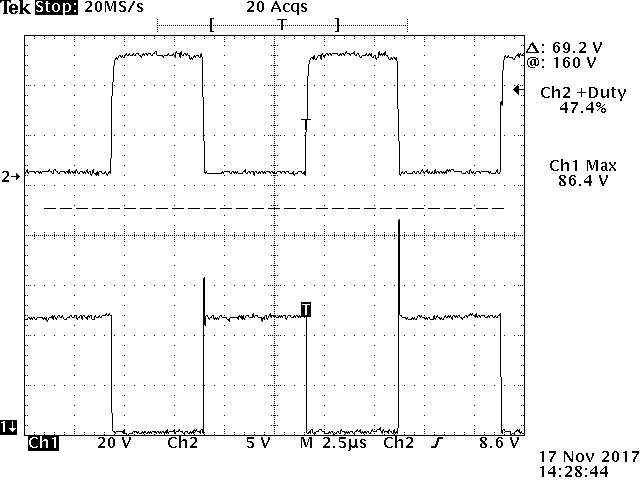 Tek Stop: 20MS/s 20 Acqs
[ T ]
Δ: 69.2 V
@: 160 V
Ch2 +Duty
47.4%
T
2→
Ch1 Max
86.4 V
T
1↓
Ch1 20 V Ch2 5 V M 2.5µs Ch2 ƒ 8.6 V
17 Nov 2017
14:28:44